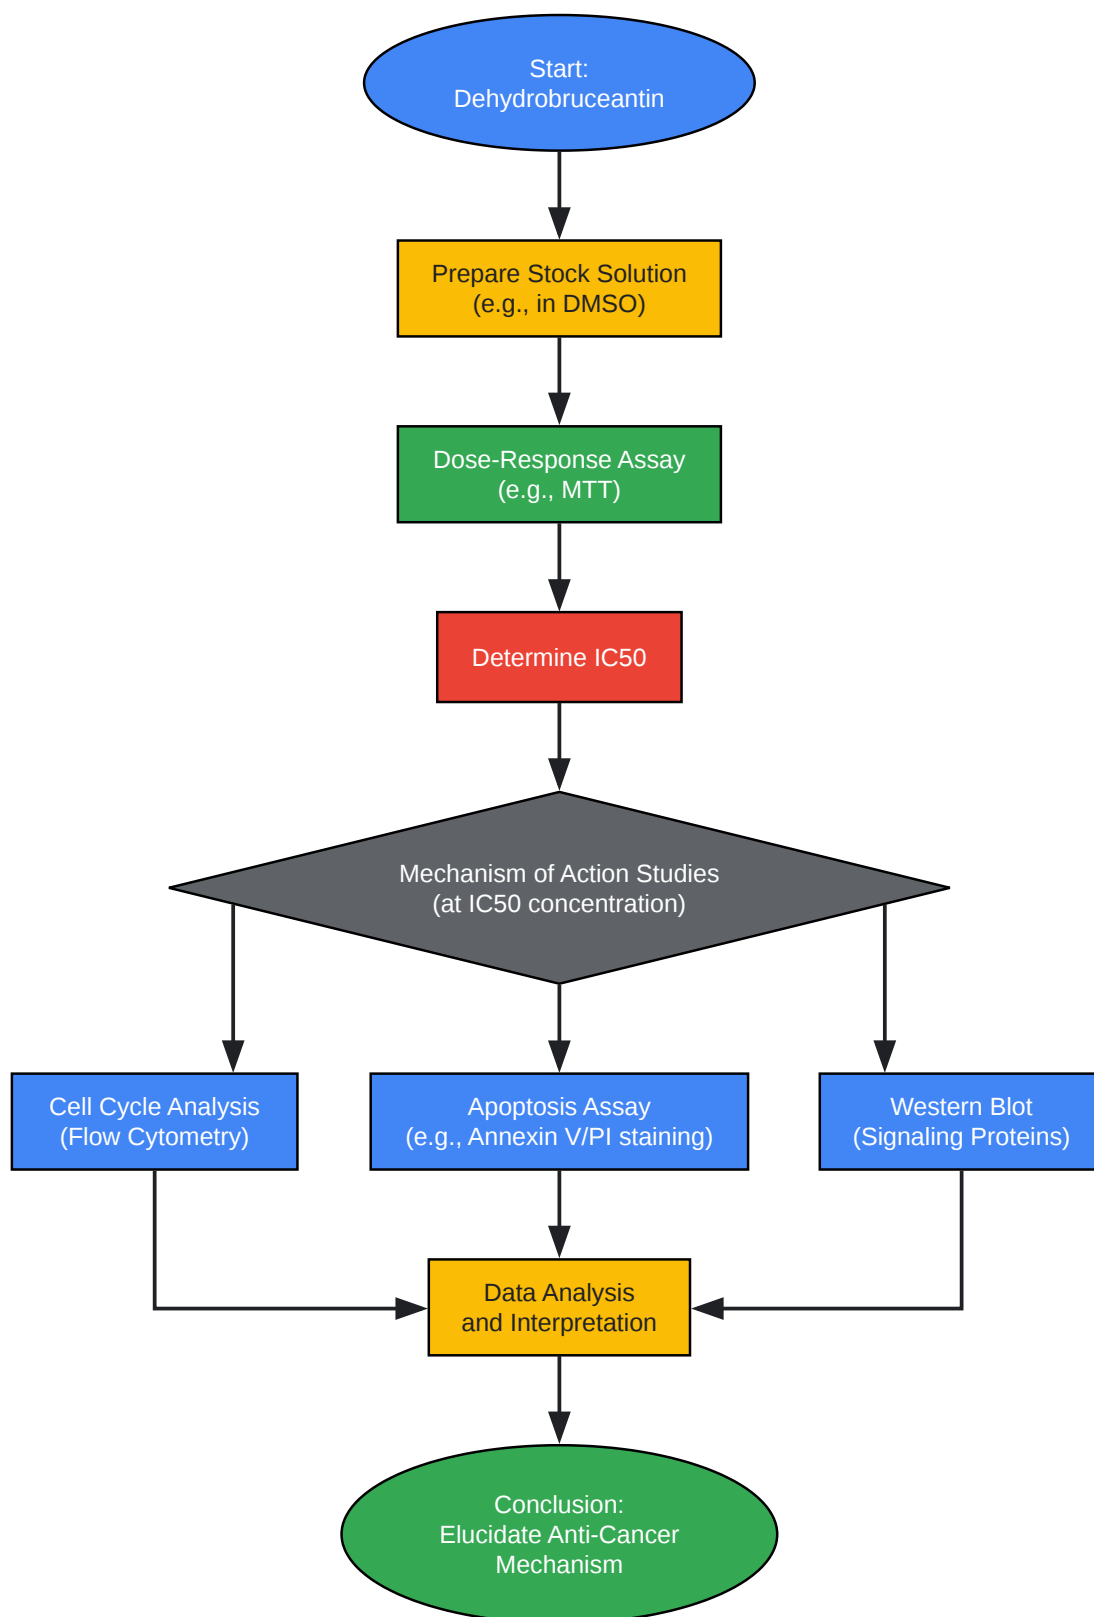 Start:
Dehydrobruceantin
Prepare Stock Solution
(e.g., in DMSO)
Dose-Response Assay
(e.g., MTT)
Determine IC50
Mechanism of Action Studies
(at IC50 concentration)
Cell Cycle Analysis
(Flow Cytometry)
Apoptosis Assay
(e.g., Annexin V/PI staining)
Western Blot
(Signaling Proteins)
Data Analysis
and Interpretation
Conclusion:
Elucidate Anti-Cancer
Mechanism